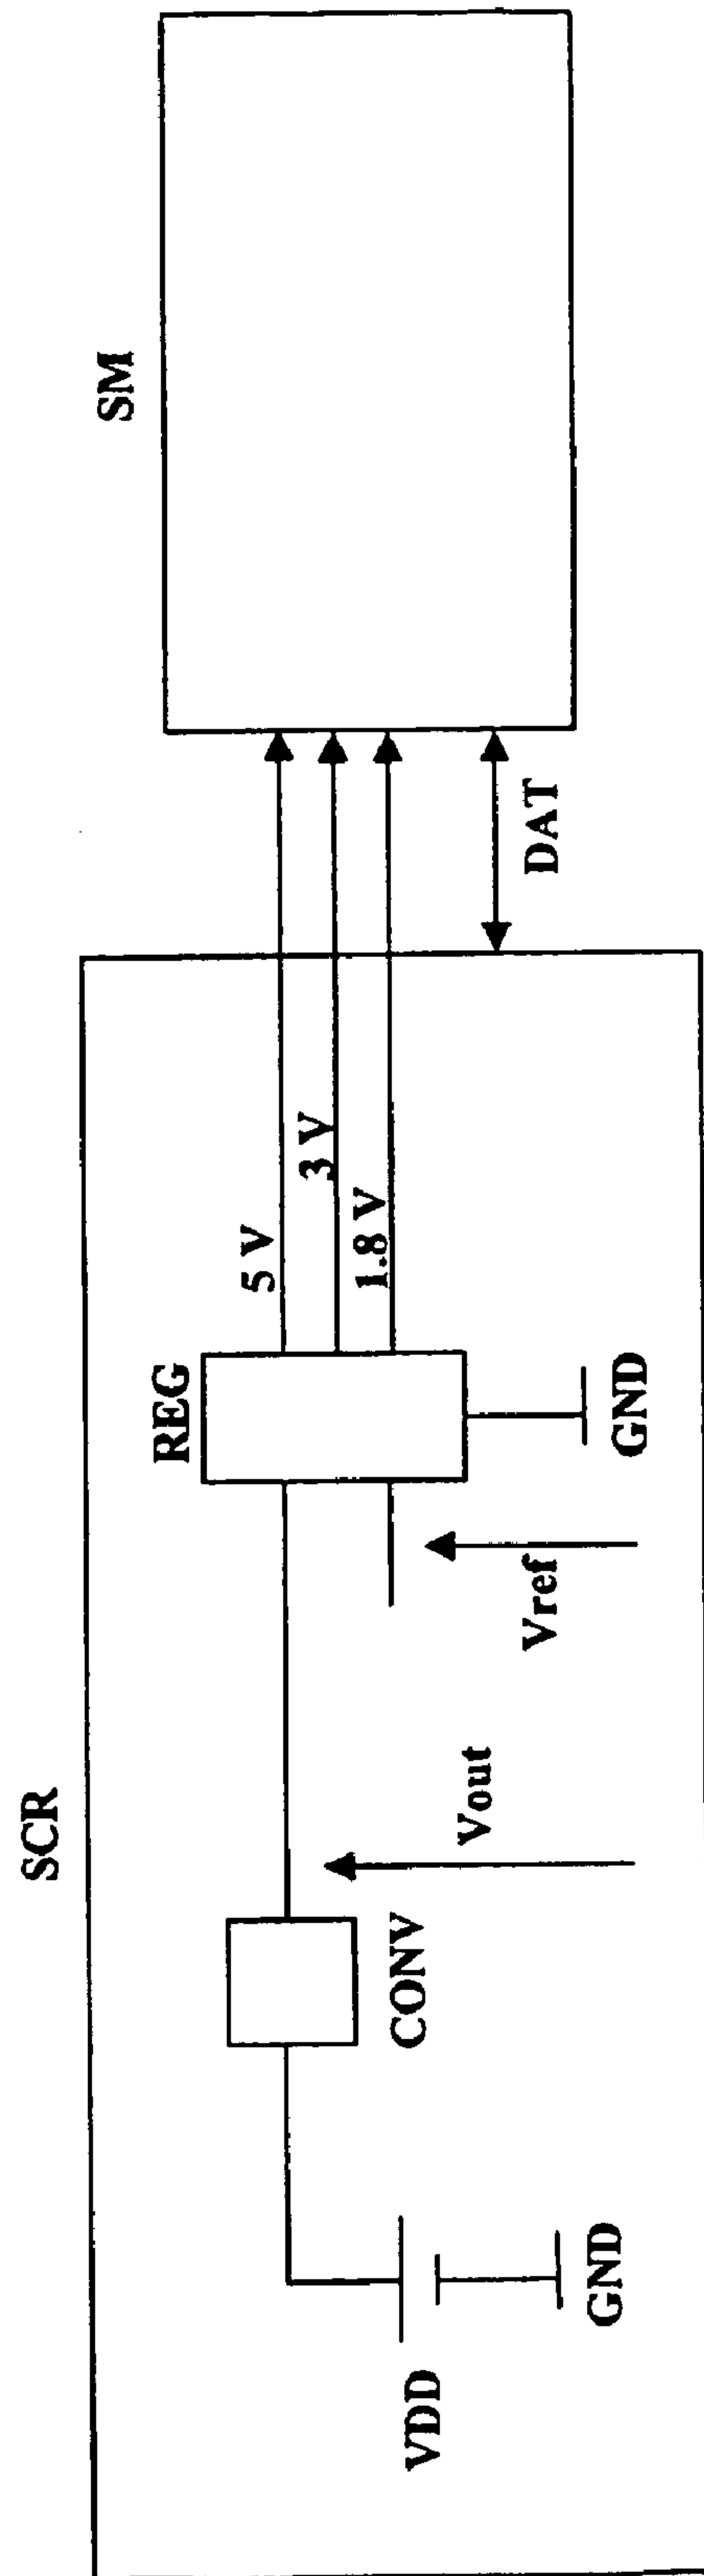 SCR
SM
REG
5 V
3 V
1.8 V
CONV
Vout
Vref
DAT
VDD
GND
GND